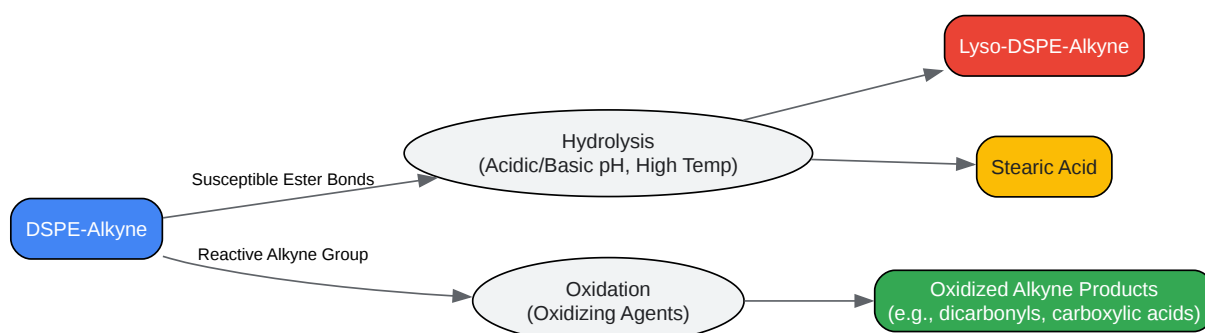 Lyso-DSPE-Alkyne
Hydrolysis
(Acidic/Basic pH, High Temp)
Stearic Acid
Susceptible Ester Bonds
DSPE-Alkyne
Reactive Alkyne Group
Oxidation
(Oxidizing Agents)
Oxidized Alkyne Products
(e.g., dicarbonyls, carboxylic acids)